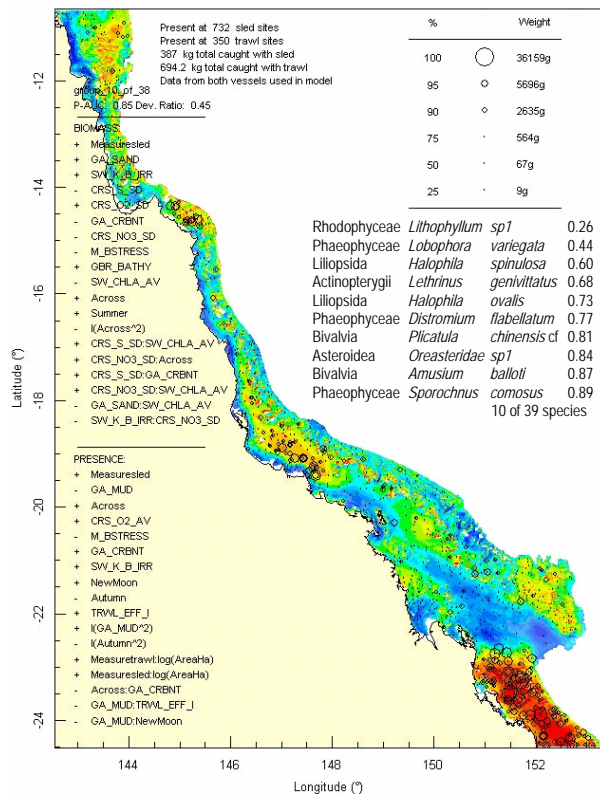 Present at 732 sled sites
Present at 350 trawl sites
387 kg total caught with sled
694.2 kg total caught with trawl
Data from both vessels used in model
group_10_of_38
P-AUC: 0.85 Dev. Ratio: 0.45
BIOMASS:
+ Measuresled
+ GA_SAND
+ SW_K_B_IRR
- CRS_S_SD
+ CRS_O2_SD
- GA_CRBNT
- CRS_NO3_SD
- M_BSTRESS
+ GBR_BATHY
- SW_CHLA_AV
+ Across
+ Summer
- I(Across^2)
+ CRS_S_SD:SW_CHLA_AV
+ CRS_NO3_SD:Across
+ CRS_S_SD:GA_CRBNT
+ CRS_NO3_SD:SW_CHLA_AV
- GA_SAND:SW_CHLA_AV
- SW_K_B_IRR:CRS_NO3_SD
PRESENCE:
+ Measuresled
- GA_MUD
+ Across
+ CRS_O2_AV
- M_BSTRESS
+ GA_CRBNT
+ SW_K_B_IRR
+ NewMoon
- Autumn
+ TRWL_EFF_I
+ I(GA_MUD^2)
- I(Autumn^2)
+ Measuretrawl:log(AreaHa)
+ Measuresled:log(AreaHa)
- Across:GA_CRBNT
- GA_MUD:TRWL_EFF_I
- GA_MUD:NewMoon
% Weight
100 36159g
95 5696g
90 2635g
75 564g
50 67g
25 9g
Rhodophyceae Lithophyllum sp1 0.26
Phaeophyceae Lobophora variegata 0.44
Liliopsida Halophila spinulosa 0.60
Actinopterygii Lethrinus genivittatus 0.68
Liliopsida Halophila ovalis 0.73
Phaeophyceae Distromium flabellatum 0.77
Bivalvia Plicatula chinensis cf 0.81
Asteroidea Oreasteridae sp1 0.84
Bivalvia Amusium balloti 0.87
Phaeophyceae Sporochnus comosus 0.89
10 of 39 species
Latitude (°)
-12
-14
-16
-18
-20
-22
-24
144 146 148 150 152
Longitude (°)